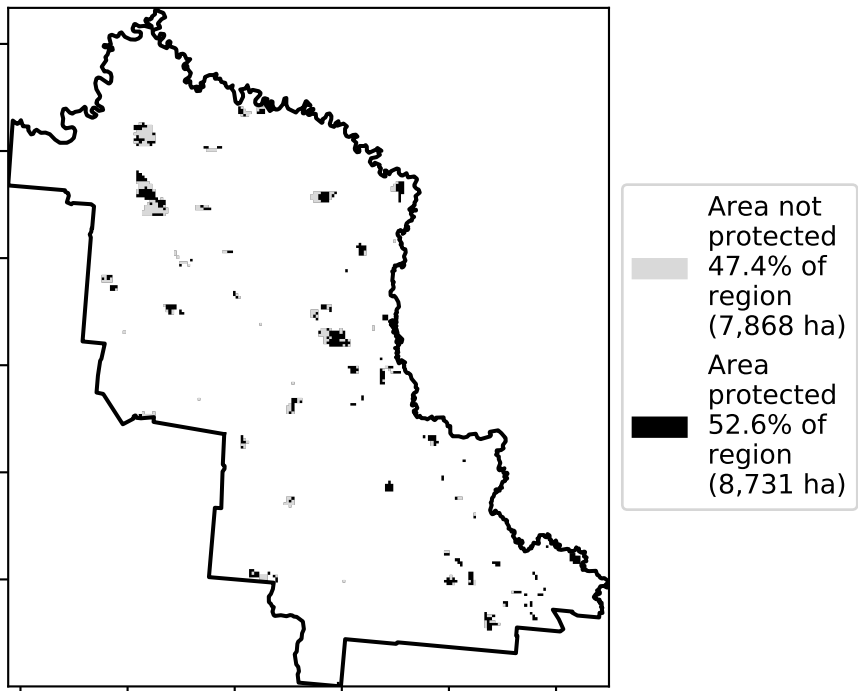 Area not
protected
47.4% of
region
(7,868 ha)
Area
protected
52.6% of
region
(8,731 ha)